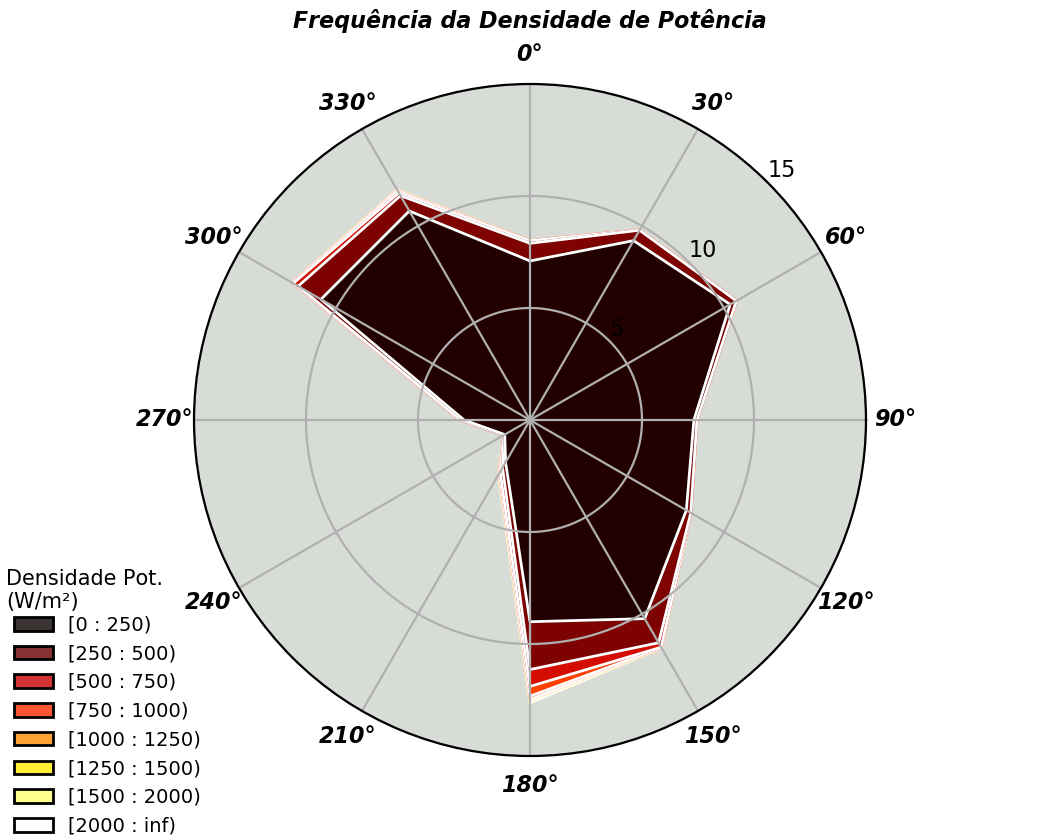 Frequência da Densidade de Potência
0°
330°
30°
15
300°
60°
10
5
270°
90°
240°
120°
210°
150°
180°
Densidade Pot.
(W/m²)
[0 : 250)
[250 : 500)
[500 : 750)
[750 : 1000)
[1000 : 1250)
[1250 : 1500)
[1500 : 2000)
[2000 : inf)